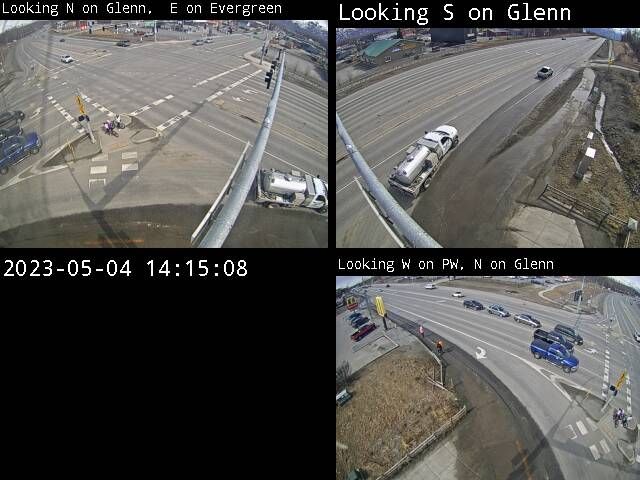 Looking N on Glenn,  E on Evergreen
Looking S on Glenn
2023-05-04 14:15:08
Looking W on PW, N on Glenn